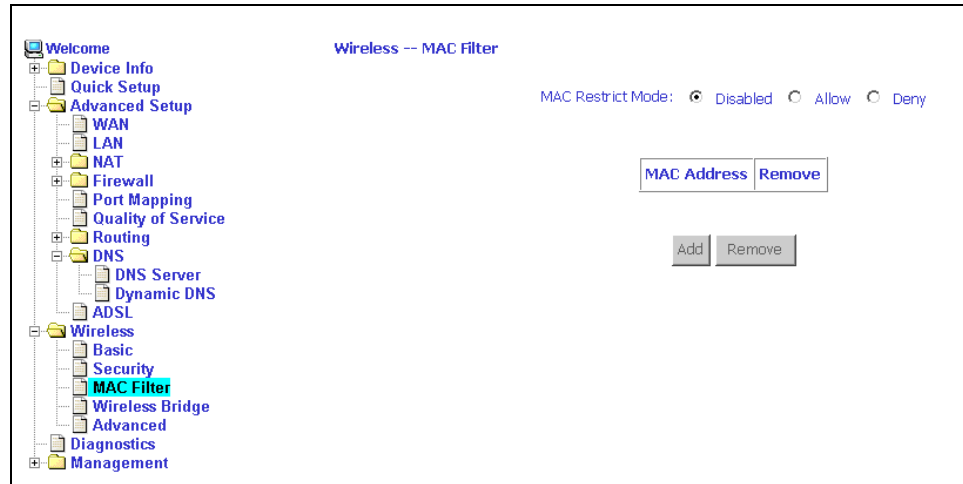 Welcome
Device Info
Quick Setup
Advanced Setup
WAN
LAN
NAT
Firewall
Port Mapping
Quality of Service
Routing
DNS
DNS Server
Dynamic DNS
ADSL
Wireless
Basic
Security
MAC Filter
Wireless Bridge
Advanced
Diagnostics
Management
Wireless -- MAC Filter
MAC Restrict Mode: Disabled Allow Deny
MAC Address Remove
Add Remove